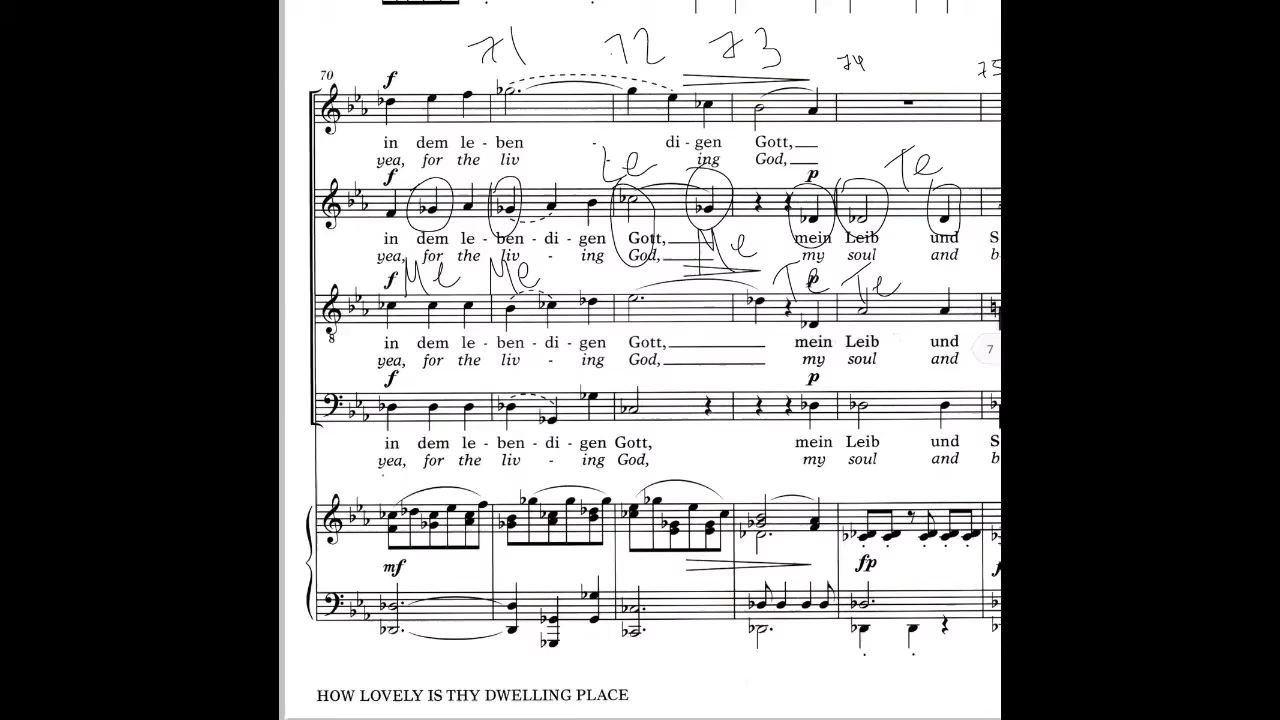 71 72 73 74 75
70 f
in dem le - ben - di - gen Gott,
yea, for the liv - ing God,
Le Te
f p
in dem le - ben - di - gen Gott, mein Leib und S
yea, for the liv - ing God, my soul and b
Me
Me Me Te Te
f p
in dem le - ben - di - gen Gott, mein Leib und
yea, for the liv - ing God, my soul and
7
f p
in dem le - ben - di - gen Gott, mein Leib und S
yea, for the liv - ing God, my soul and b
mf fp f
HOW LOVELY IS THY DWELLING PLACE